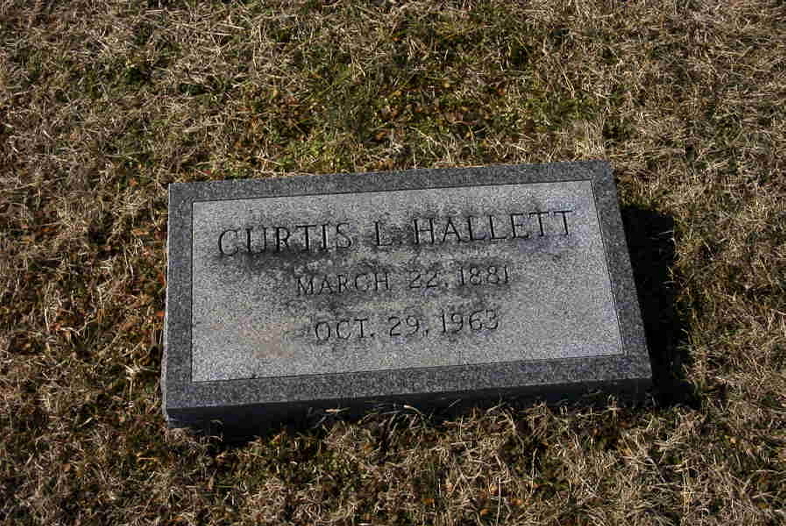 CURTIS L. HALLETT
MARCH 22, 1881
OCT. 29, 1963